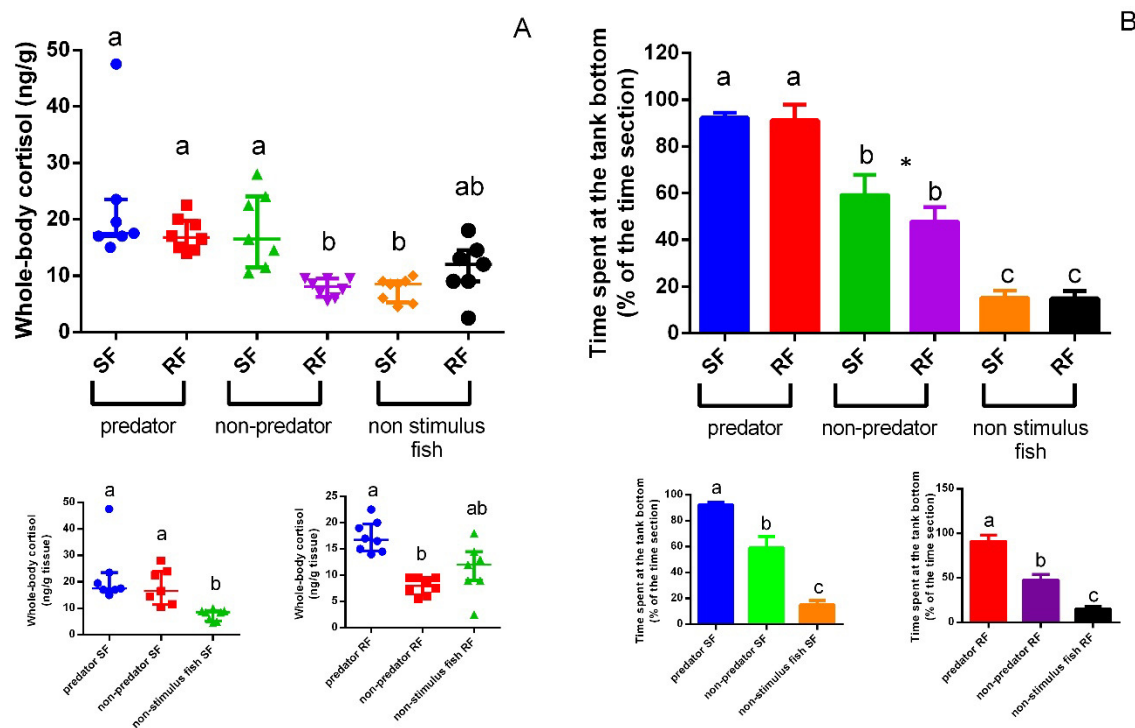 A
Whole-body cortisol (ng/g)
50
40
30
20
10
0
a
a
a
b
b
ab
SF
RF
SF
RF
SF
RF
predator
non-predator
non stimulus
fish
B
Time spent at the tank bottom
(% of the time section)
120
100
80
60
40
20
0
a
a
b
*
b
c
c
SF
RF
SF
RF
SF
RF
predator
non-predator
non stimulus
fish
Whole-body cortisol
(ng/g tissue)
50
40
30
20
10
0
a
a
b
predator SF
non-predator SF
non-stimulus fish SF
Whole-body cortisol
(ng/g tissue)
25
20
15
10
5
0
a
b
ab
predator RF
non-predator RF
non-stimulus fish RF
Time spent at the tank bottom
(% of the time section)
100
80
60
40
20
0
a
b
c
predator SF
non-predator SF
non-stimulus fish SF
Time spent at the tank bottom
(% of the time section)
150
100
50
0
a
b
c
predator RF
non-predator RF
non-stimulus fish RF